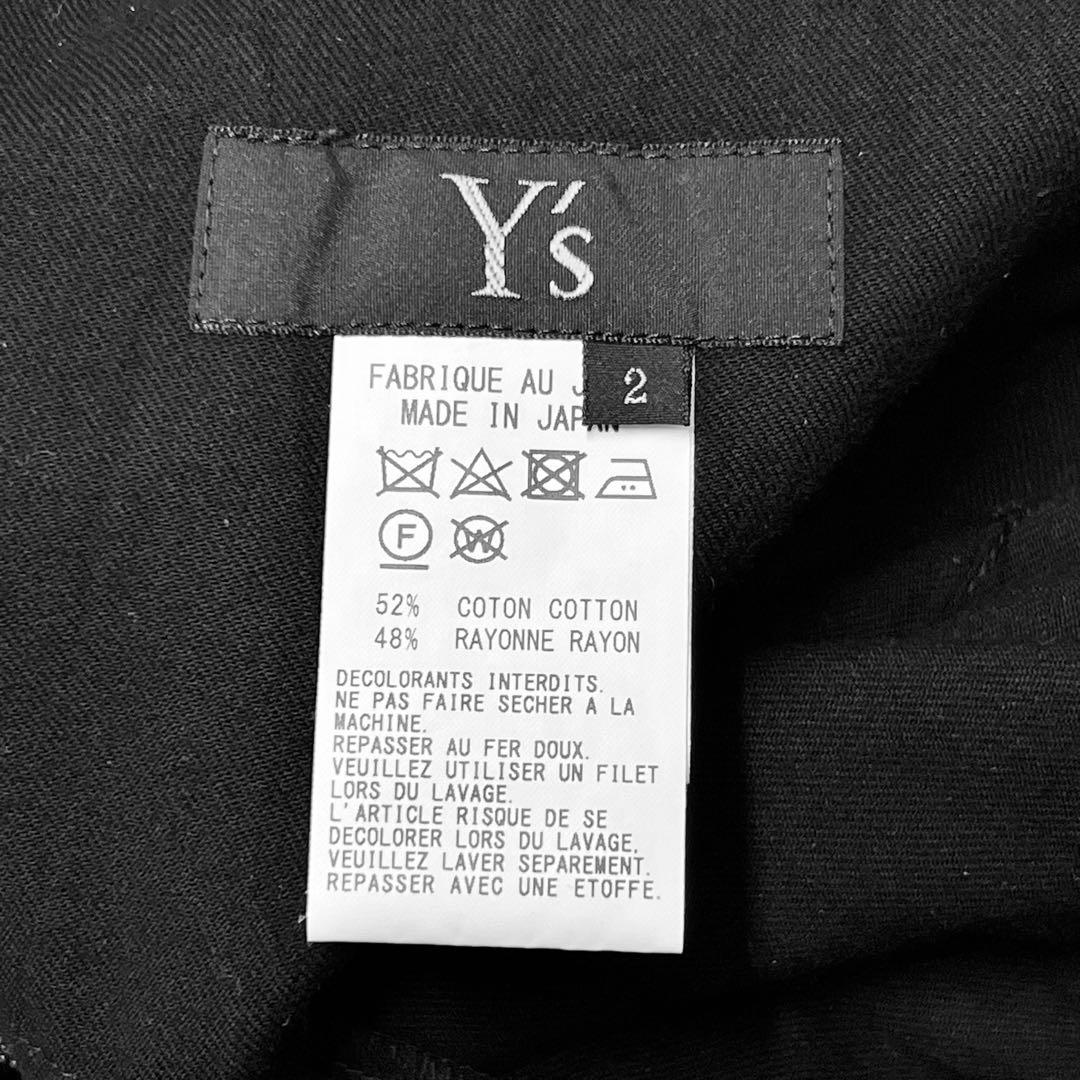 Y's
2
FABRIQUE AU
MADE IN JAPAN
F
W
52% COTON COTTON
48% RAYONNE RAYON
DECOLORANTS INTERDITS.
NE PAS FAIRE SECHER A LA
MACHINE.
REPASSER AU FER DOUX.
VEUILLEZ UTILISER UN FILET
LORS DU LAVAGE.
L'ARTICLE RISQUE DE SE
DECOLORER LORS DU LAVAGE,
VEUILLEZ LAVER SEPAREMENT.
REPASSER AVEC UNE ETOFFE.